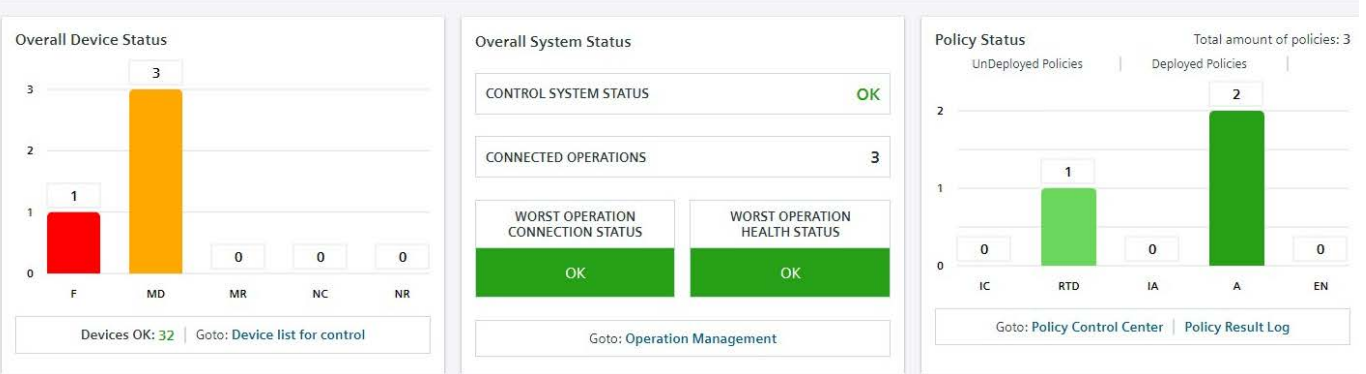 Overall Device Status
3
3
2
1
1
0
0
0
0
F MD MR NC NR
Devices OK: 32 | Goto: Device list for control
Overall System Status
CONTROL SYSTEM STATUS OK
CONNECTED OPERATIONS 3
WORST OPERATION
CONNECTION STATUS
OK
WORST OPERATION
HEALTH STATUS
OK
Goto: Operation Management
Policy Status Total amount of policies: 3
UnDeployed Policies | Deployed Policies |
2
2
1
1
0
0
0
0
IC RTD IA A EN
Goto: Policy Control Center | Policy Result Log